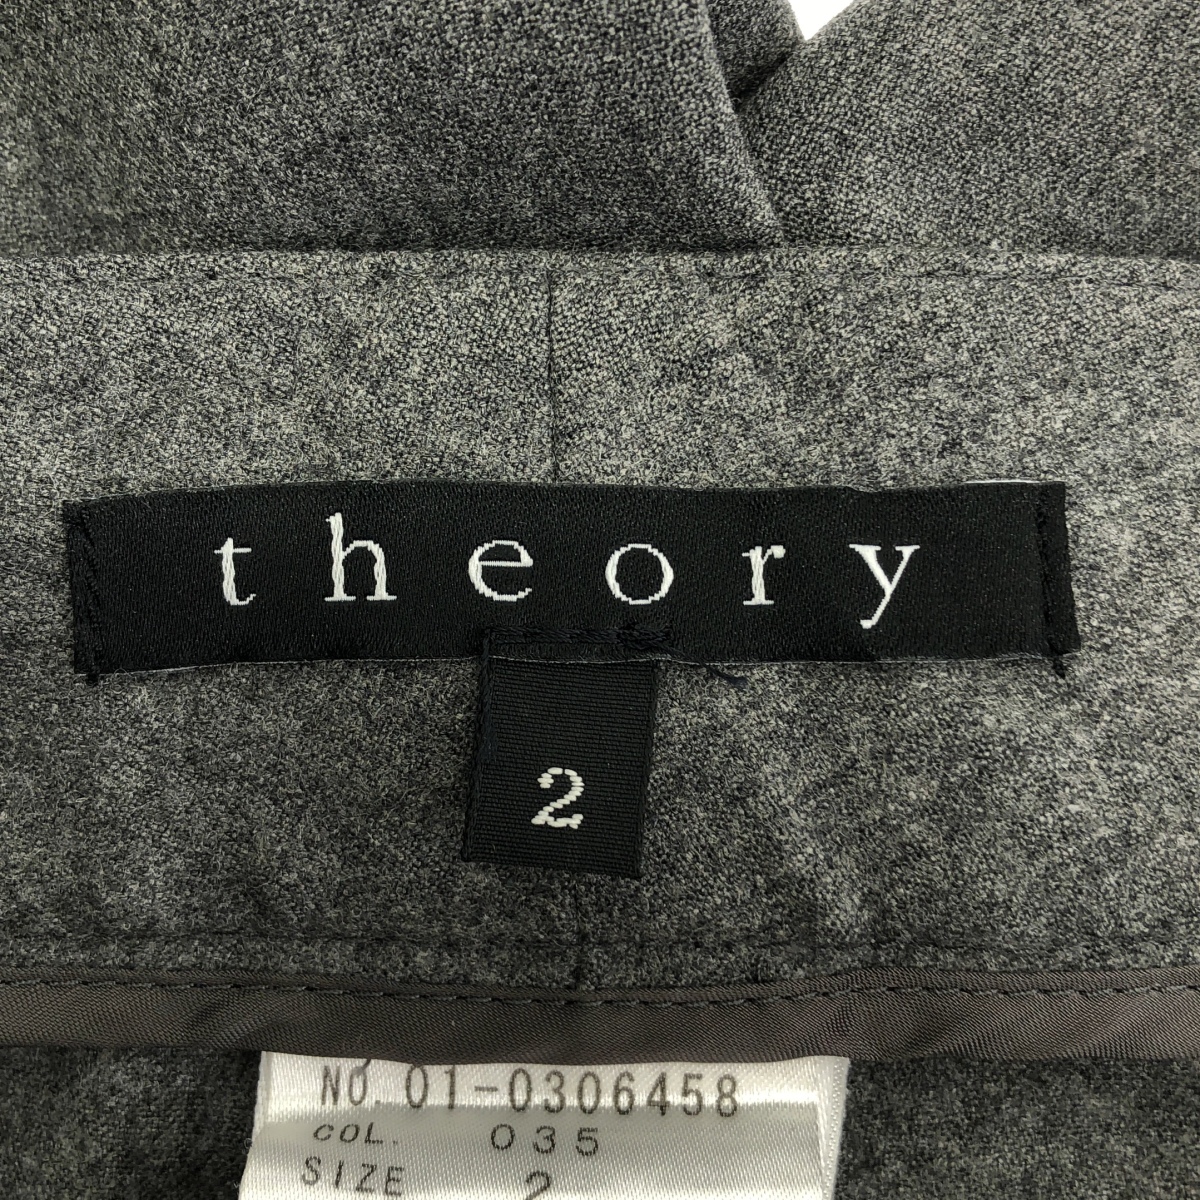 theory
2
NO. 01-0306458
COL. 035
SIZE 2